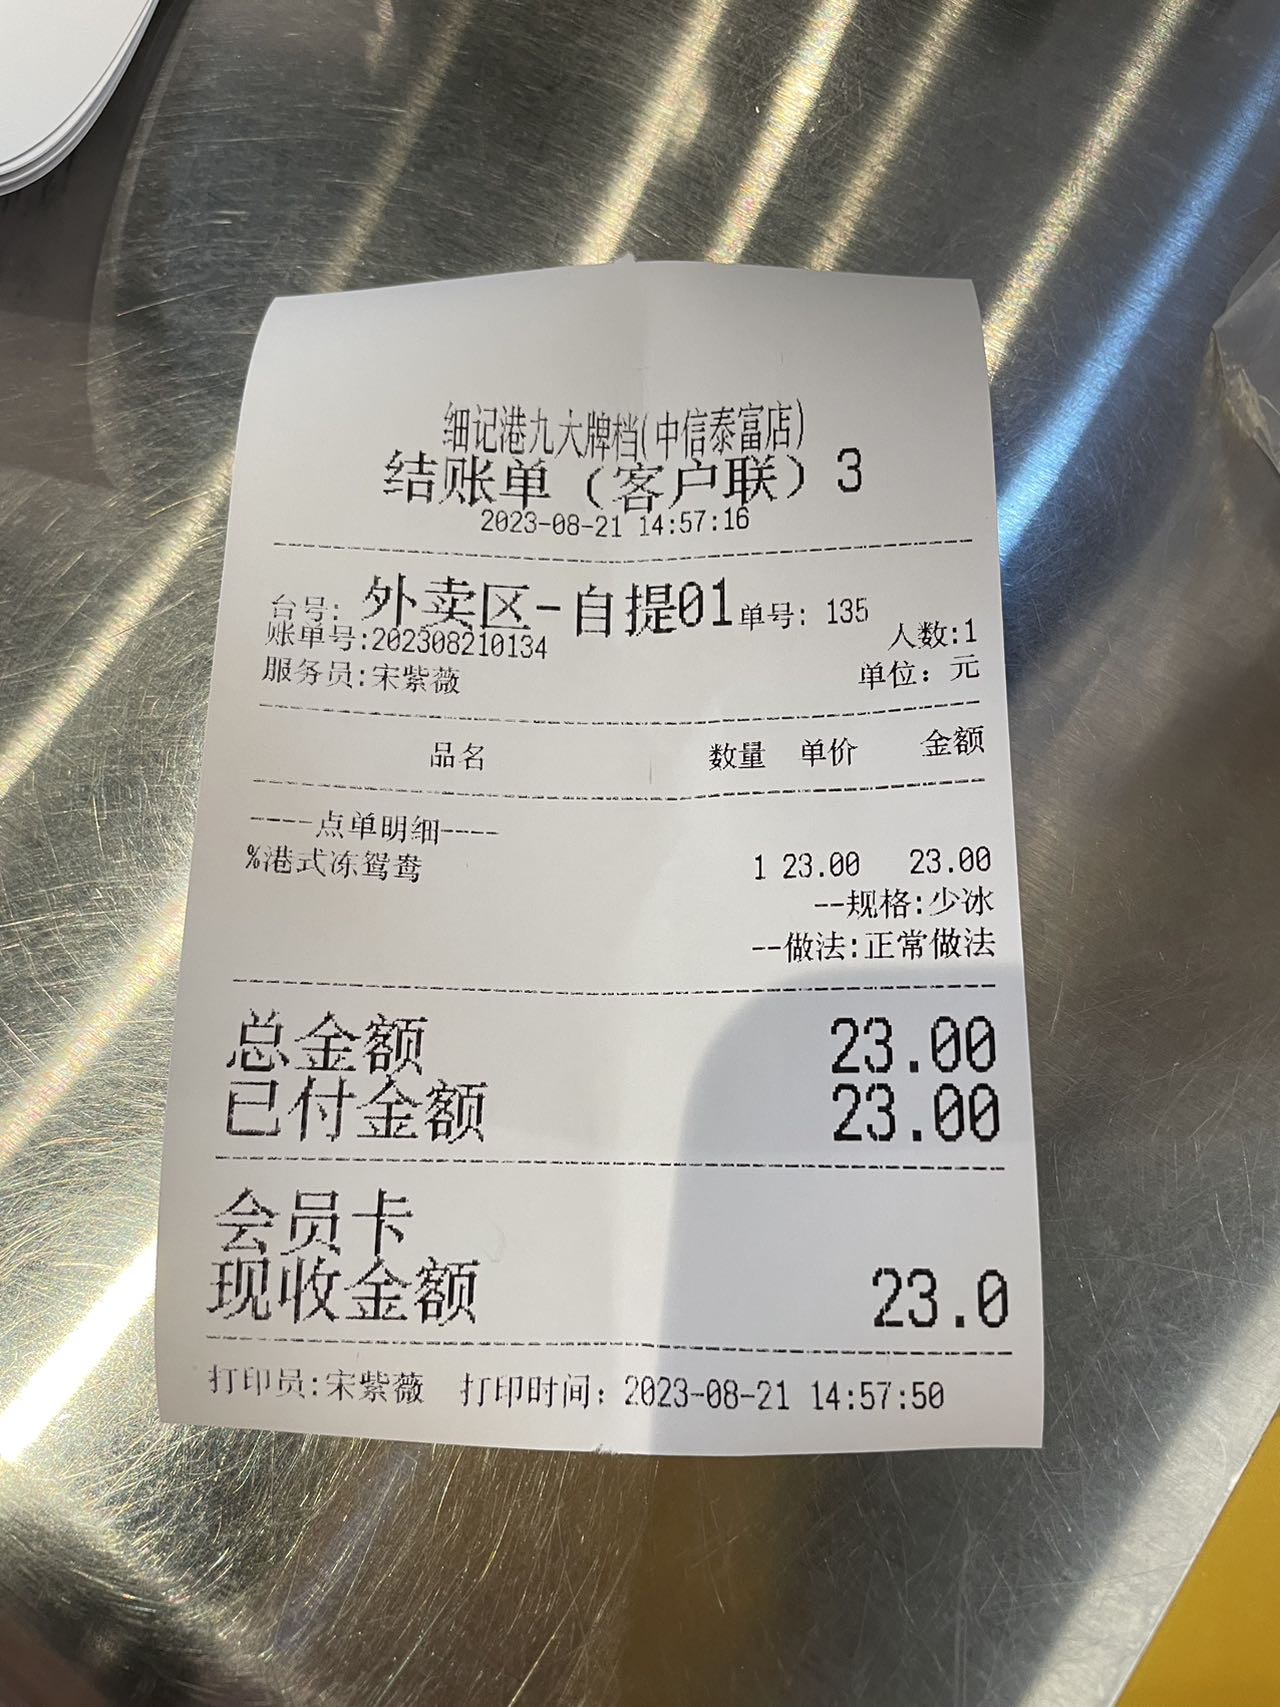 细记港九大牌档(中信泰富店)
结账单（客户联）3
2023-08-21 14:57:16
台号: 外卖区-自提01 单号: 135
账单号:202308210134 人数:1
服务员:宋紫薇 单位: 元
品名 数量 单价 金额
----点单明细----
%港式冻鸳鸯 1 23.00 23.00
--规格:少冰
--做法:正常做法
总金额 23.00
已付金额 23.00
会员卡
现收金额 23.0
打印员:宋紫薇 打印时间: 2023-08-21 14:57:50